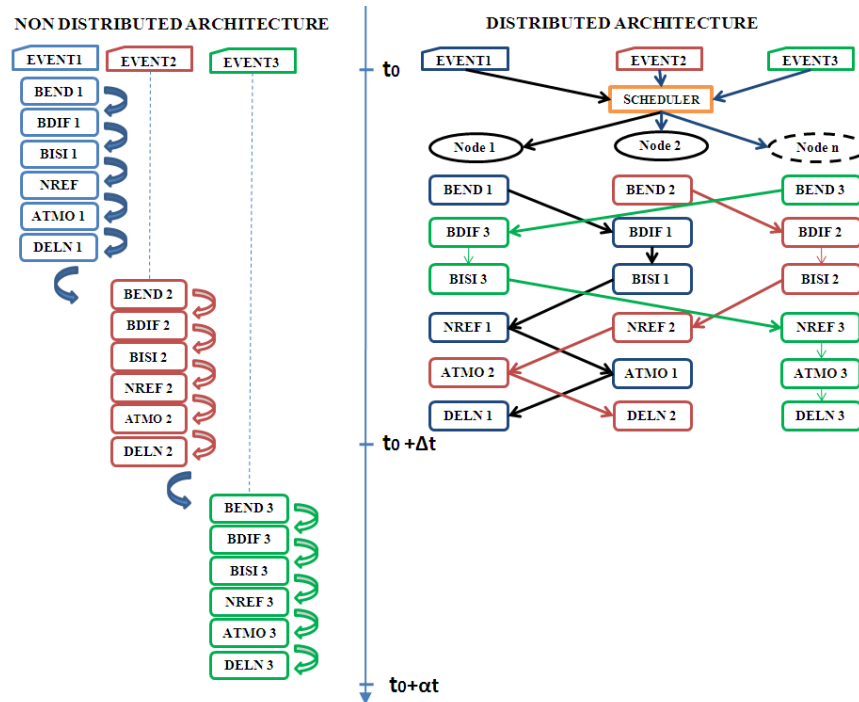 NON DISTRIBUTED ARCHITECTURE
EVENT1
EVENT2
EVENT3
BEND 1
BDIF 1
BISI 1
NREF
ATMO 1
DELN 1
BEND 2
BDIF 2
BISI 2
NREF 2
ATMO 2
DELN 2
BEND 3
BDIF 3
BISI 3
NREF 3
ATMO 3
DELN 3
t0
t0 +Δt
t0+αt
DISTRIBUTED ARCHITECTURE
EVENT1 EVENT2 EVENT3
SCHEDULER
Node 1 Node 2 Node n
BEND 1 BEND 2 BEND 3
BDIF 3 BDIF 1 BDIF 2
BISI 3 BISI 1 BISI 2
NREF 1 NREF 2 NREF 3
ATMO 2 ATMO 1 ATMO 3
DELN 1 DELN 2 DELN 3